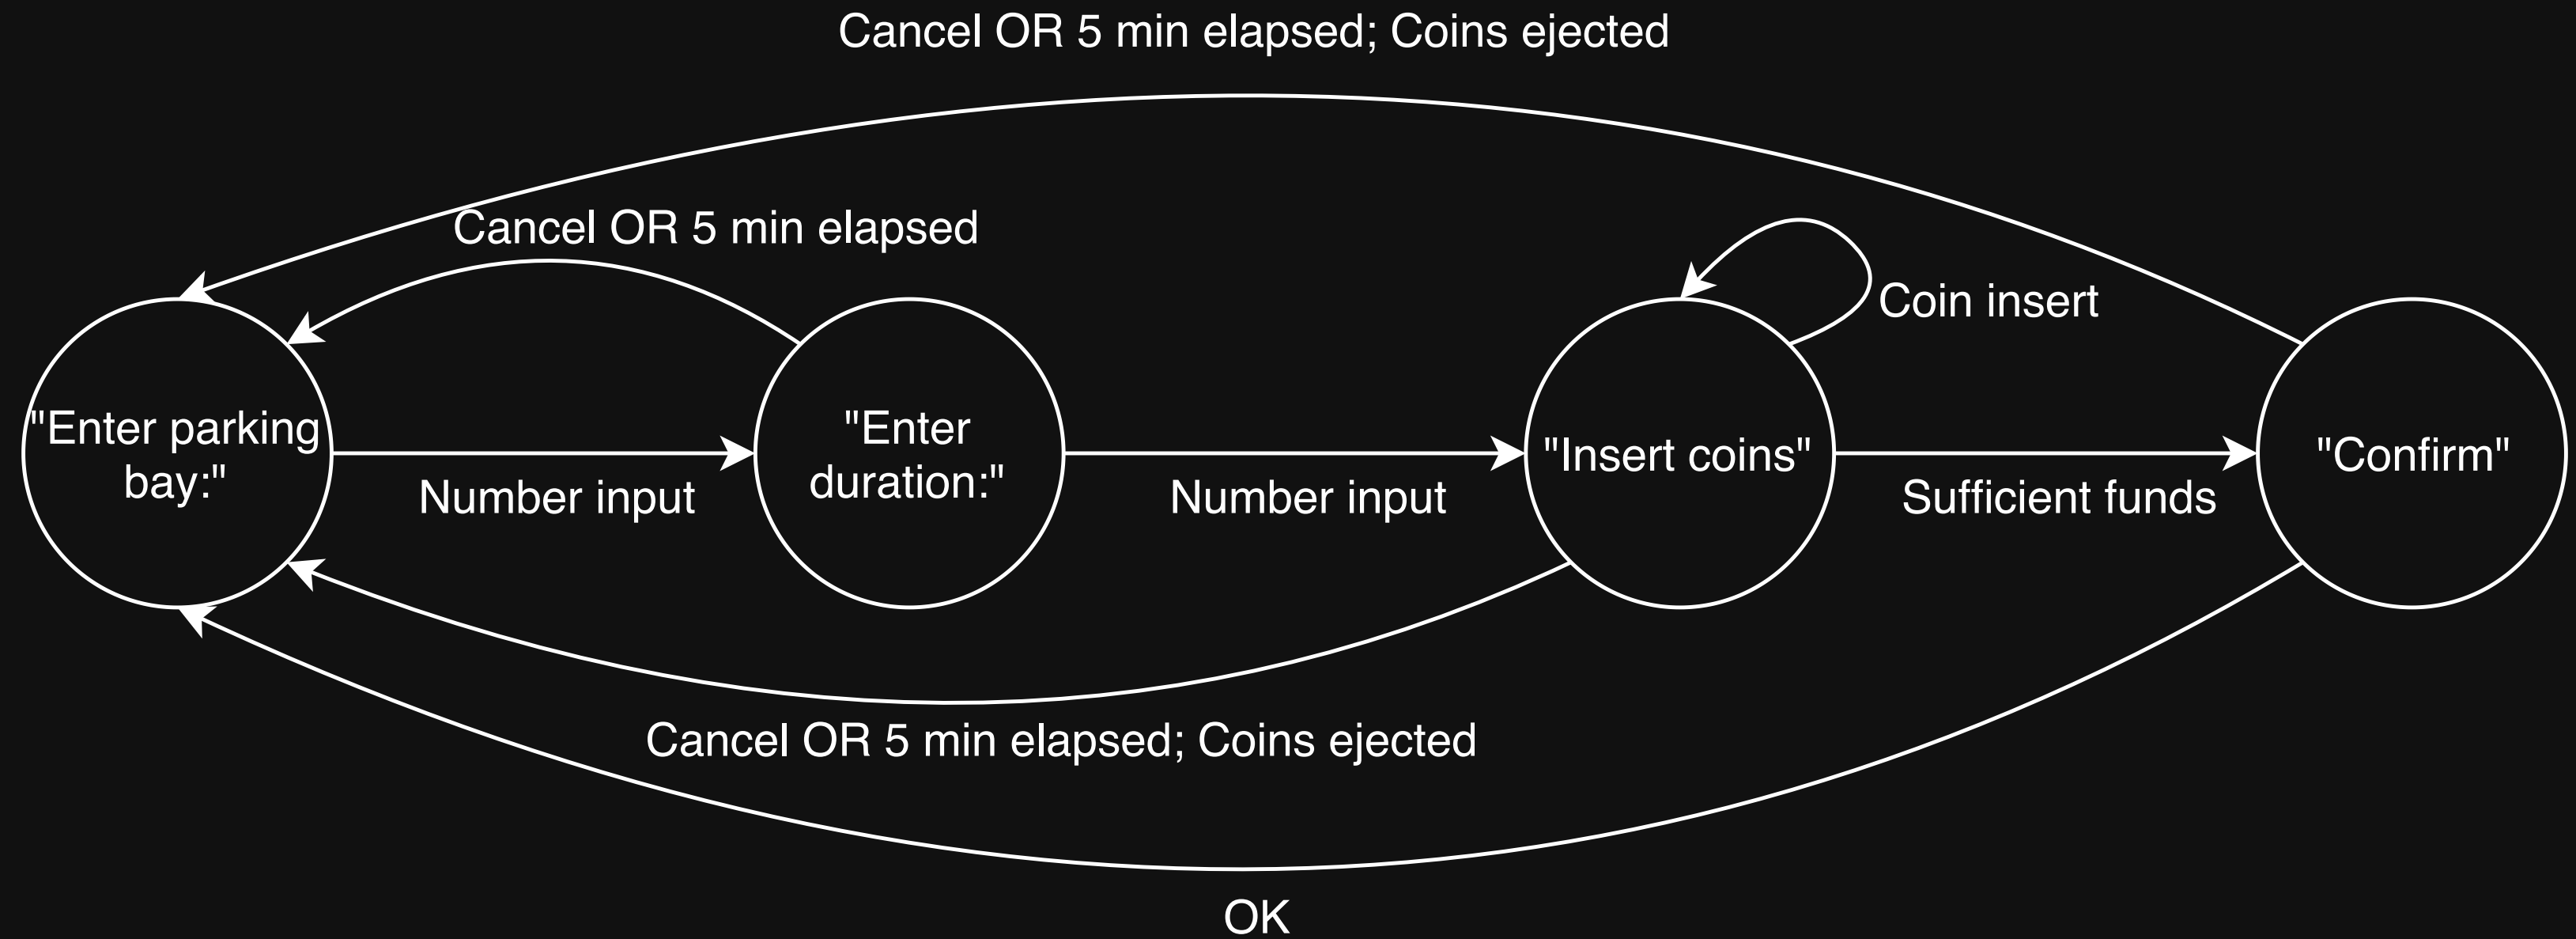 Cancel OR 5 min elapsed; Coins ejected
Cancel OR 5 min elapsed
Coin insert
"Enter parking
bay:"
Number input
"Enter
duration:"
Number input
"Insert coins"
Sufficient funds
"Confirm"
Cancel OR 5 min elapsed; Coins ejected
OK